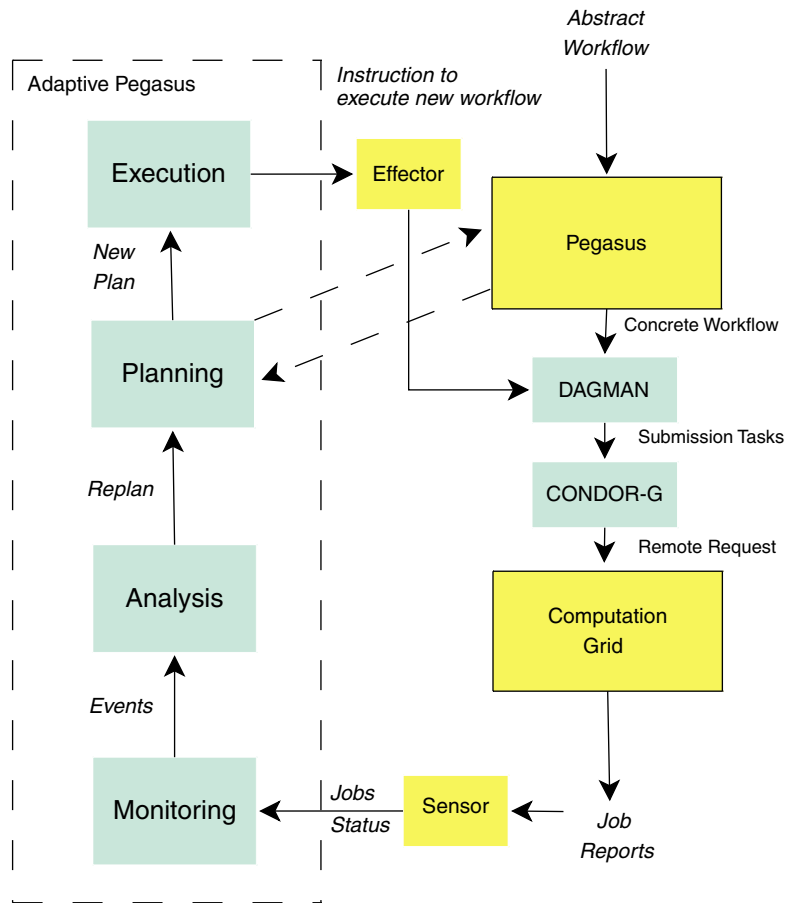 Abstract
Workflow
Adaptive Pegasus
Instruction to
execute new workflow
Execution
Effector
Pegasus
New
Plan
Concrete Workflow
Planning
DAGMAN
Submission Tasks
Replan
CONDOR-G
Remote Request
Analysis
Computation
Grid
Events
Monitoring
Jobs
Status
Sensor
Job
Reports